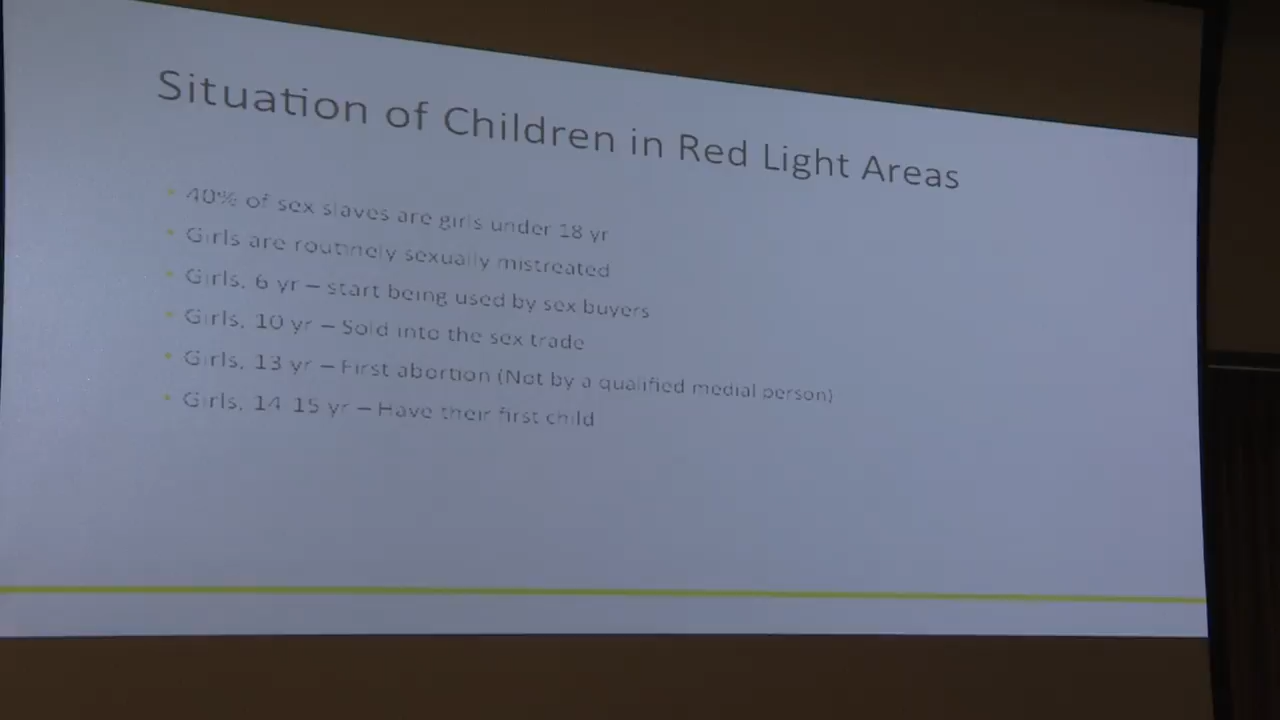 Situation of Children in Red Light Areas
40% of sex slaves are girls under 18 yr
Girls are routinely sexually mistreated
Girls, 6 yr – start being used by sex buyers
Girls, 10 yr – Sold into the sex trade
Girls, 13 yr – First abortion (Not by a qualified medial person)
Girls, 14 15 yr – Have their first child